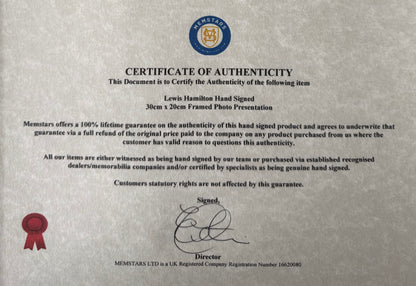 MEMSTARS
CERTIFICATE OF AUTHENTICITY
This Document is to Certify the Authenticity of the following item
Lewis Hamilton Hand Signed
30cm x 20cm Framed Photo Presentation
Memstars offers a 100% lifetime guarantee on the authenticity of this hand signed product and agrees to underwrite that
guarantee via a full refund of the original price paid to the company on any product purchased from us where the
customer has valid reason to questions this authenticity.
All our items are either witnessed as being hand signed by our team or purchased via established recognised
dealers/memorabilia companies and/or certified by specialists as being genuine hand signed.
Customers statutory rights are not affected by this guarantee.
Signed,
Director
MEMSTARS LTD is a UK Registered Company Registration Number 16620080